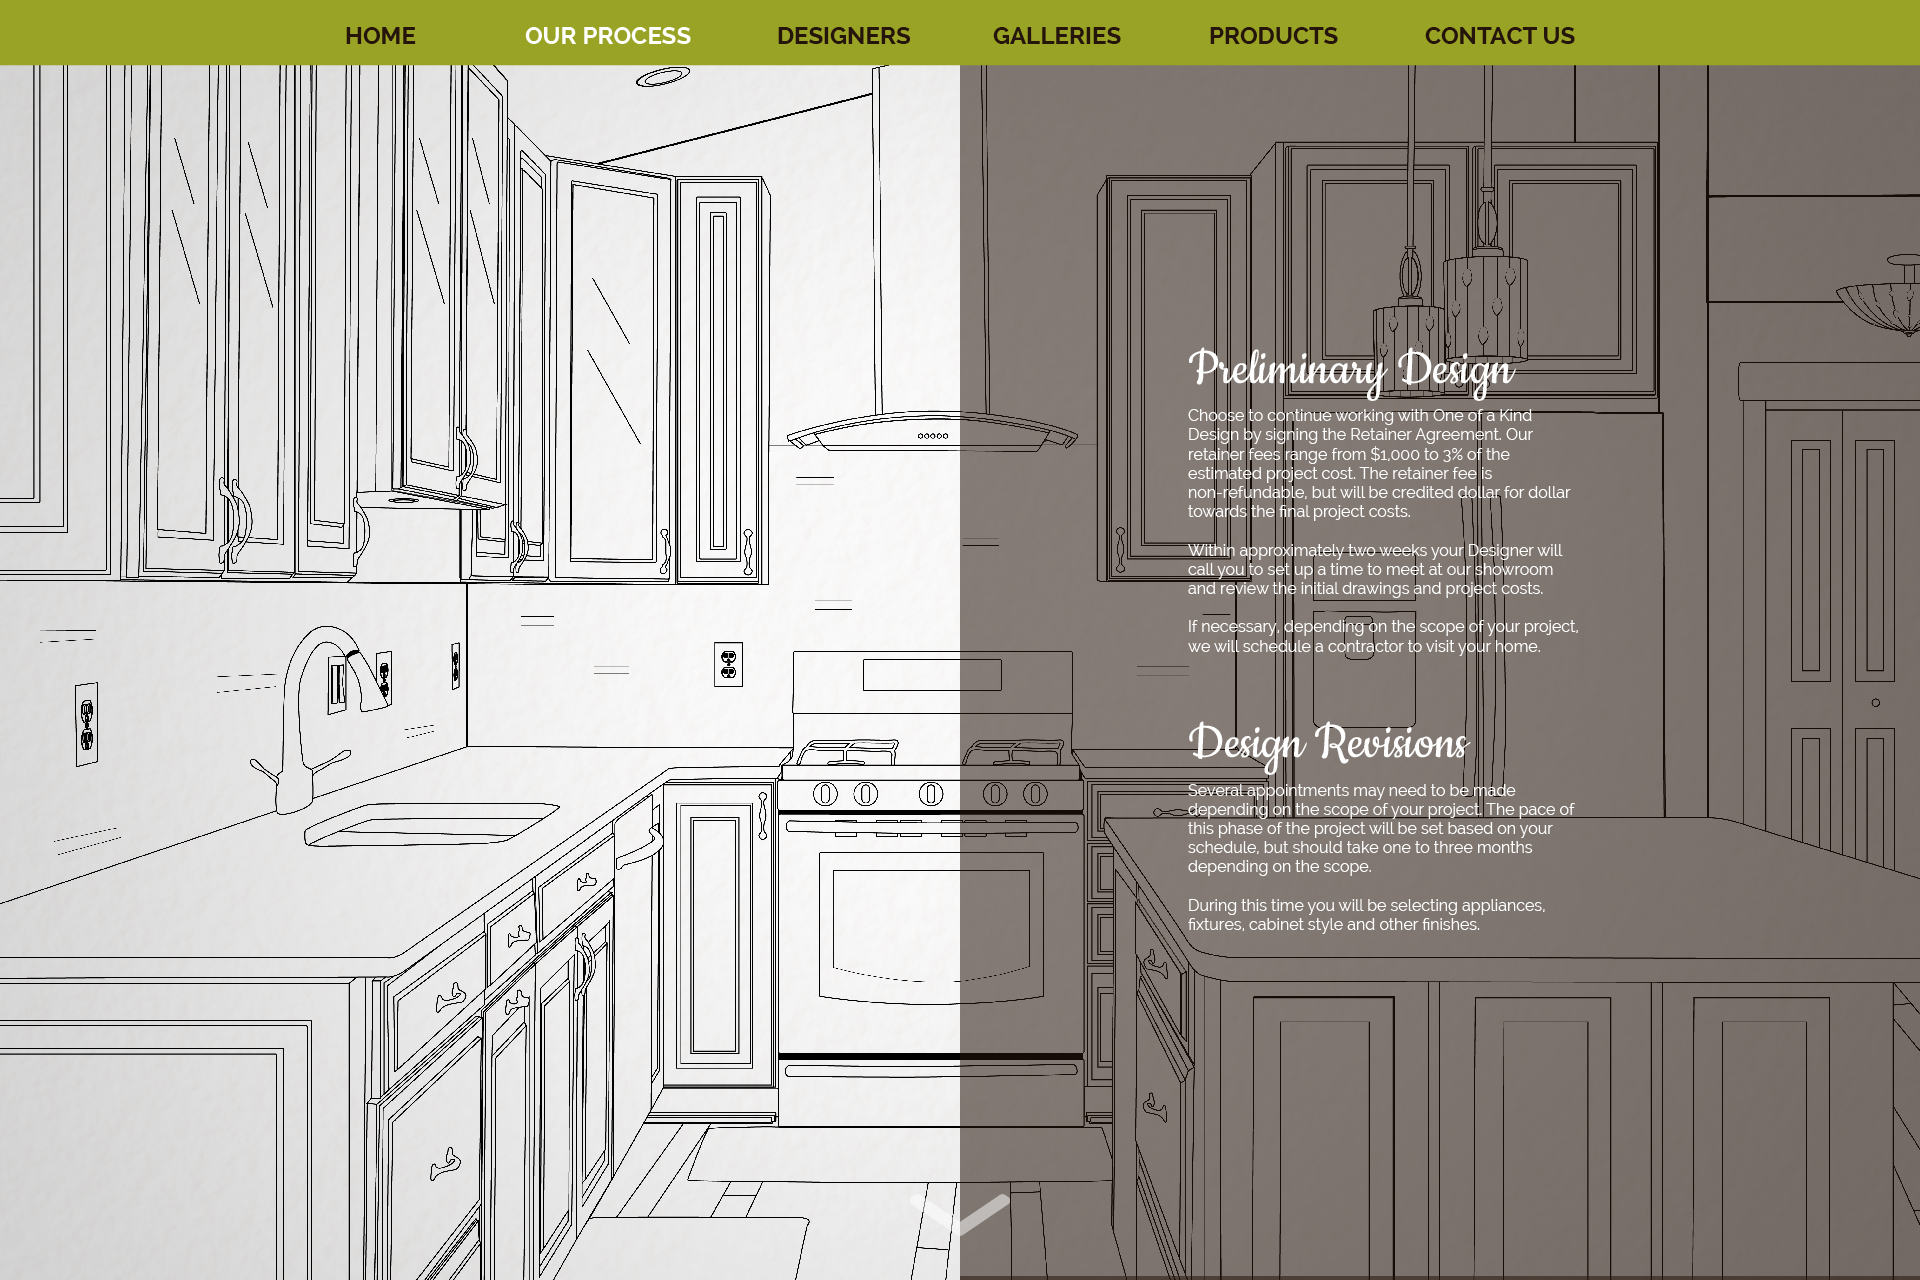 HOME OUR PROCESS DESIGNERS GALLERIES PRODUCTS CONTACT US
Preliminary Design
Choose to continue working with One of a Kind
Design by signing the Retainer Agreement. Our
retainer fees range from $1,000 to 3% of the
estimated project cost. The retainer fee is
non-refundable, but will be credited dollar for dollar
towards the final project costs.
Within approximately two weeks your Designer will
call you to set up a time to meet at our showroom
and review the initial drawings and project costs.
If necessary, depending on the scope of your project,
we will schedule a contractor to visit your home.
Design Revisions
Several appointments may need to be made
depending on the scope of your project. The pace of
this phase of the project will be set based on your
schedule, but should take one to three months
depending on the scope.
During this time you will be selecting appliances,
fixtures, cabinet style and other finishes.